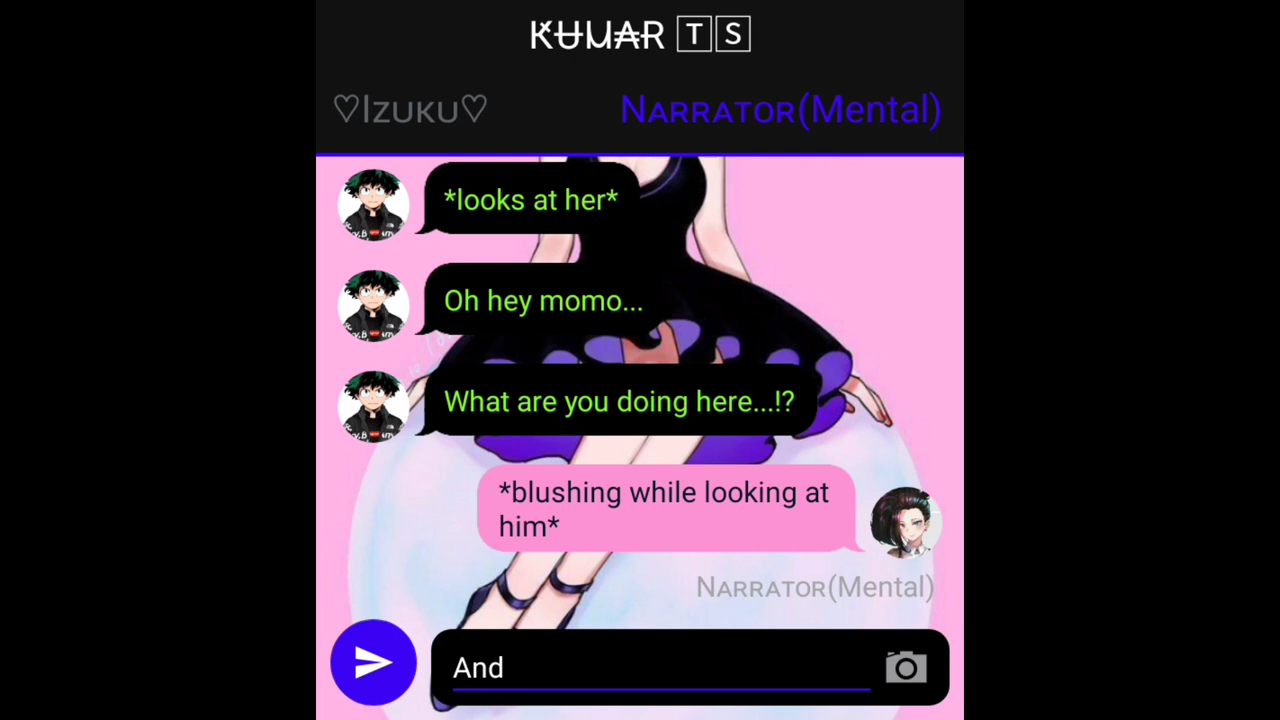 KUUAR 🅃🅂
♡Izuku♡ Narrator(Mental)
*looks at her*
Oh hey momo...
What are you doing here...!?
*blushing while looking at
him*
Narrator(Mental)
And